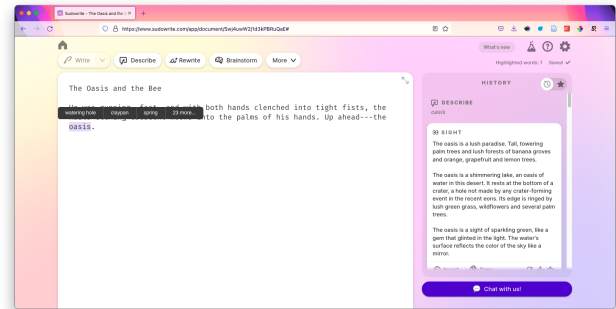 Sudowrite - The Oasis and the
https://www.sudowrite.com/app/document/
What's new
Write
Describe
Rewrite
Brainstorm
More
Highlighted words: 1 Saved
The Oasis and the Bee
both hands clenched into tight fists, the
watering hole claypan spring 23 more...
into the palms of his hands. Up ahead---the
oasis.
HISTORY
DESCRIBE
oasis
SIGHT
The oasis is a lush paradise. Tall, towering
palm trees and lush forests of banana groves
and orange, grapefruit and lemon trees.
The oasis is a shimmering lake, an oasis of
water in this desert. It rests at the bottom of a
crater, a hole not made by any crater-forming
event in the recent eons. Its edge is ringed by
lush green grass, wildflowers and several palm
trees.
The oasis is a sight of sparkling green, like a
gem that glinted in the light. The water's
surface reflects the color of the sky like a
mirror.
Chat with us!